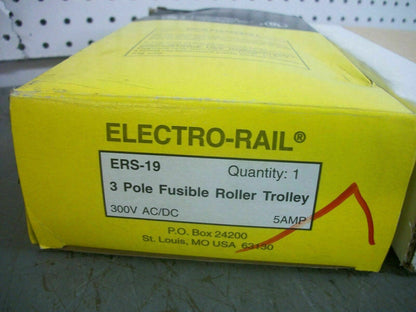 ELECTRO-RAIL®
ERS-19 Quantity: 1
3 Pole Fusible Roller Trolley
300V AC/DC 5AMP
P.O. Box 24200
St. Louis, MO USA 63130